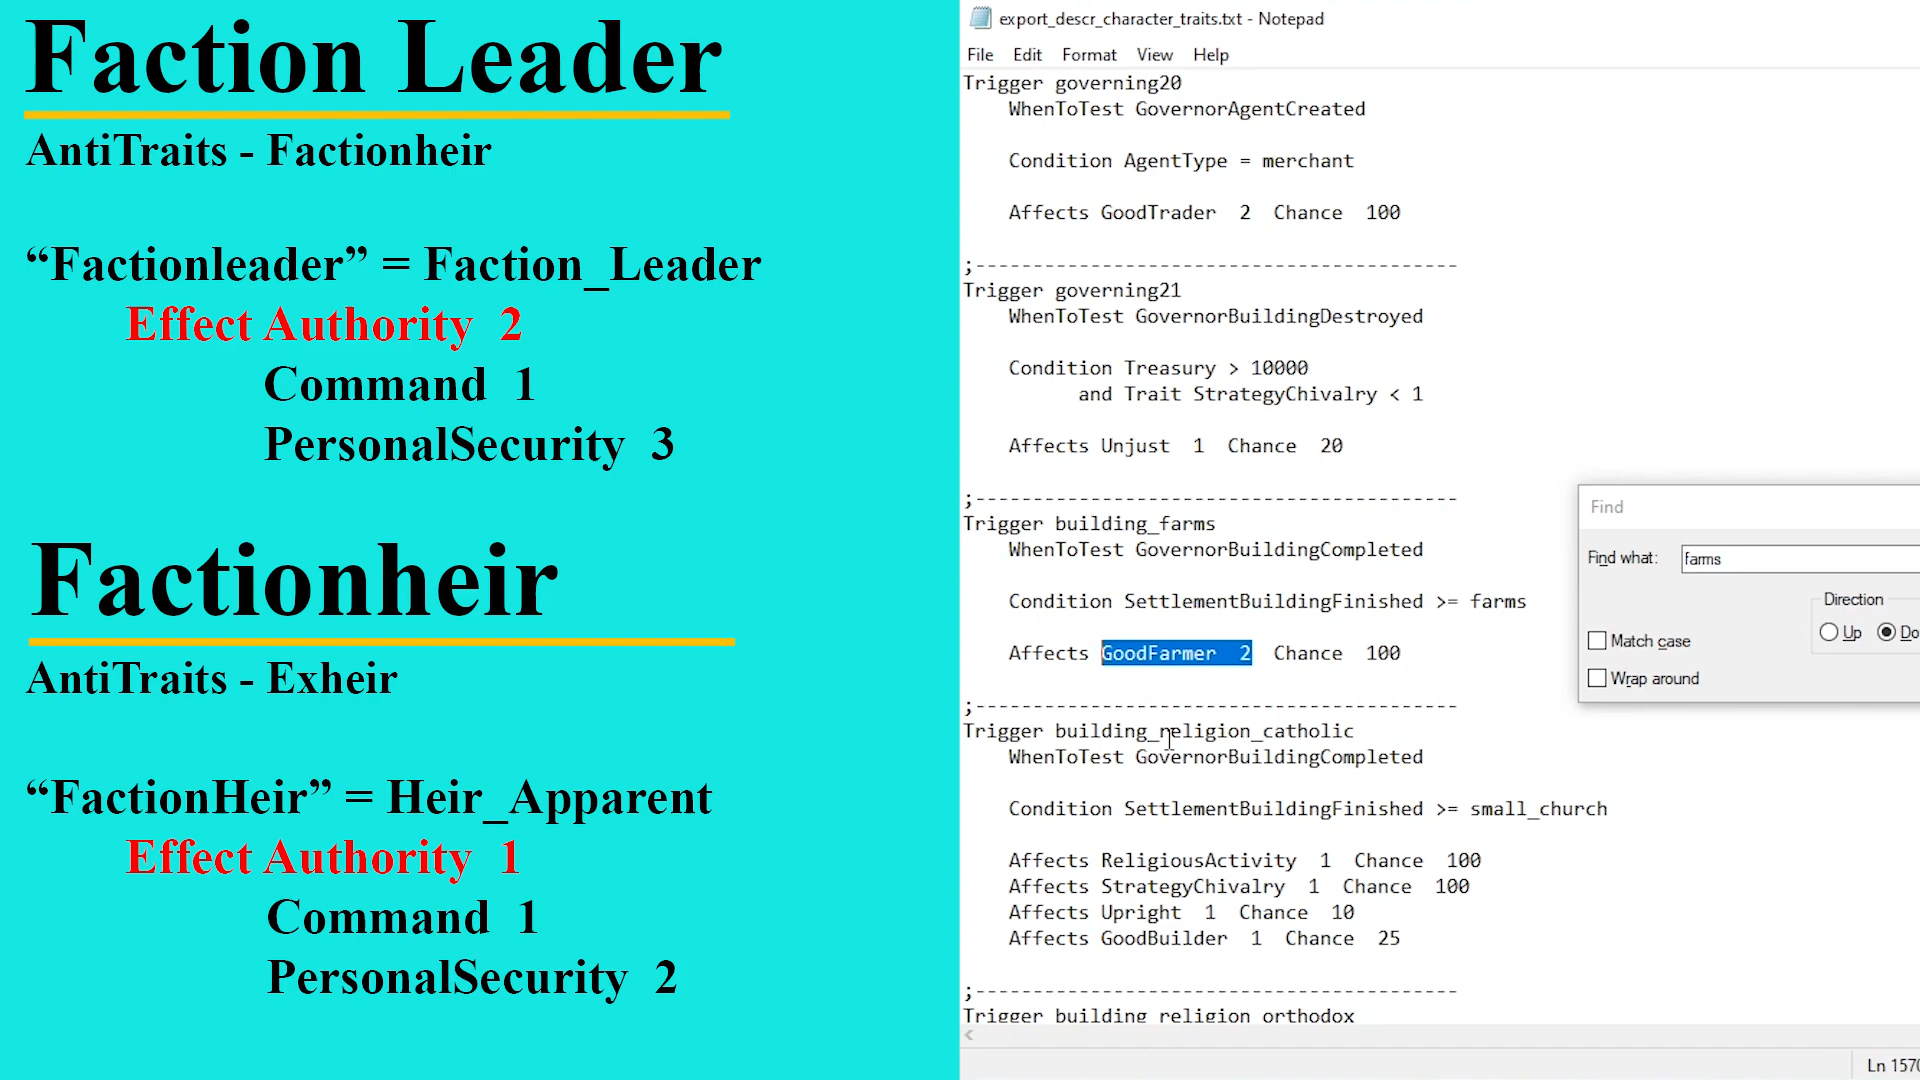 Faction Leader
AntiTraits - Factionheir
“Factionleader” = Faction_Leader
Effect Authority 2
Command 1
PersonalSecurity 3
Factionheir
AntiTraits - Exheir
“FactionHeir” = Heir_Apparent
Effect Authority 1
Command 1
PersonalSecurity 2
export_descr_character_traits.txt - Notepad
File Edit Format View Help
Trigger governing20
WhenToTest GovernorAgentCreated
Condition AgentType = merchant
Affects GoodTrader 2 Chance 100
;------------------------------------------
Trigger governing21
WhenToTest GovernorBuildingDestroyed
Condition Treasury > 10000
and Trait StrategyChivalry < 1
Affects Unjust 1 Chance 20
;------------------------------------------
Trigger building_farms
WhenToTest GovernorBuildingCompleted
Condition SettlementBuildingFinished >= farms
Affects GoodFarmer 2 Chance 100
;------------------------------------------
Trigger building_religion_catholic
WhenToTest GovernorBuildingCompleted
Condition SettlementBuildingFinished >= small_church
Affects ReligiousActivity 1 Chance 100
Affects StrategyChivalry 1 Chance 100
Affects Upright 1 Chance 10
Affects GoodBuilder 1 Chance 25
;------------------------------------------
Trigger building_religion_orthodox
Find
Find what: farms
Direction
Up Do
Match case
Wrap around
Ln 1570